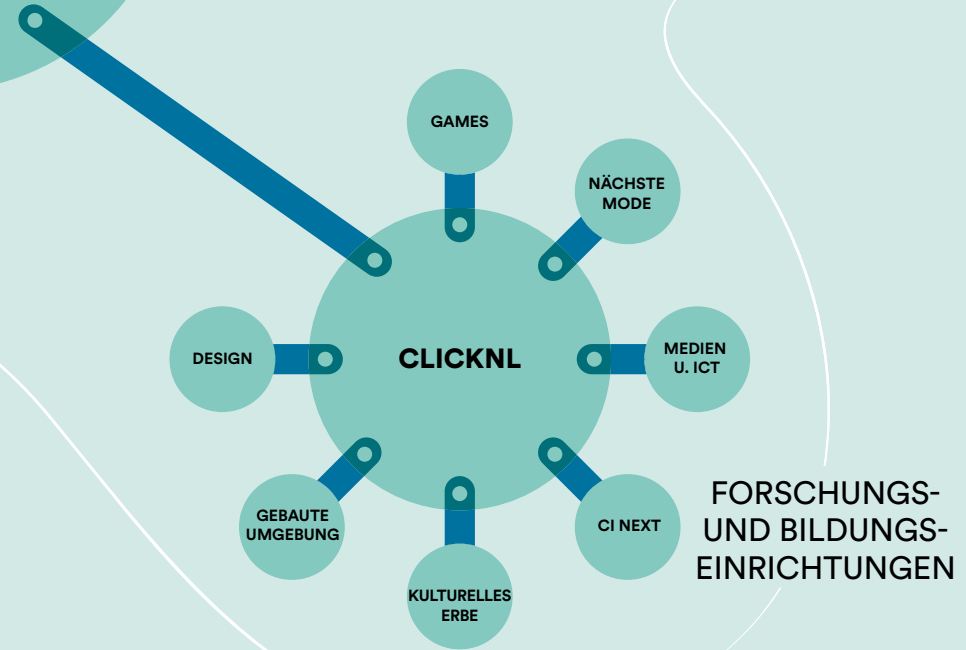 GAMES
NÄCHSTE
MODE
DESIGN
CLICKNL
MEDIEN
U. ICT
GEBAUTE
UMGEBUNG
CI NEXT
KULTURELLES
ERBE
FORSCHUNGS-
UND BILDUNGS-
EINRICHTUNGEN